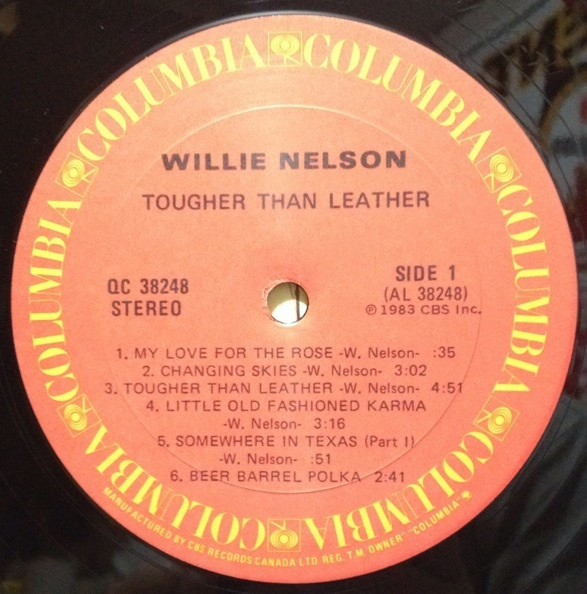 COLUMBIA COLUMBIA COLUMBIA COLUMBIA COLUMBIA COLUMBIA
WILLIE NELSON
TOUGHER THAN LEATHER
QC 38248
STEREO
SIDE 1
(AL 38248)
℗ 1983 CBS Inc.
1. MY LOVE FOR THE ROSE -W. Nelson- :35
2. CHANGING SKIES -W. Nelson- 3:02
3. TOUGHER THAN LEATHER -W. Nelson- 4:51
4. LITTLE OLD FASHIONED KARMA
-W. Nelson- 3:16
5. SOMEWHERE IN TEXAS (Part I)
-W. Nelson- :51
6. BEER BARREL POLKA 2:41
MANUFACTURED BY CBS RECORDS CANADA LTD REG. T.M. OWNER "COLUMBIA"